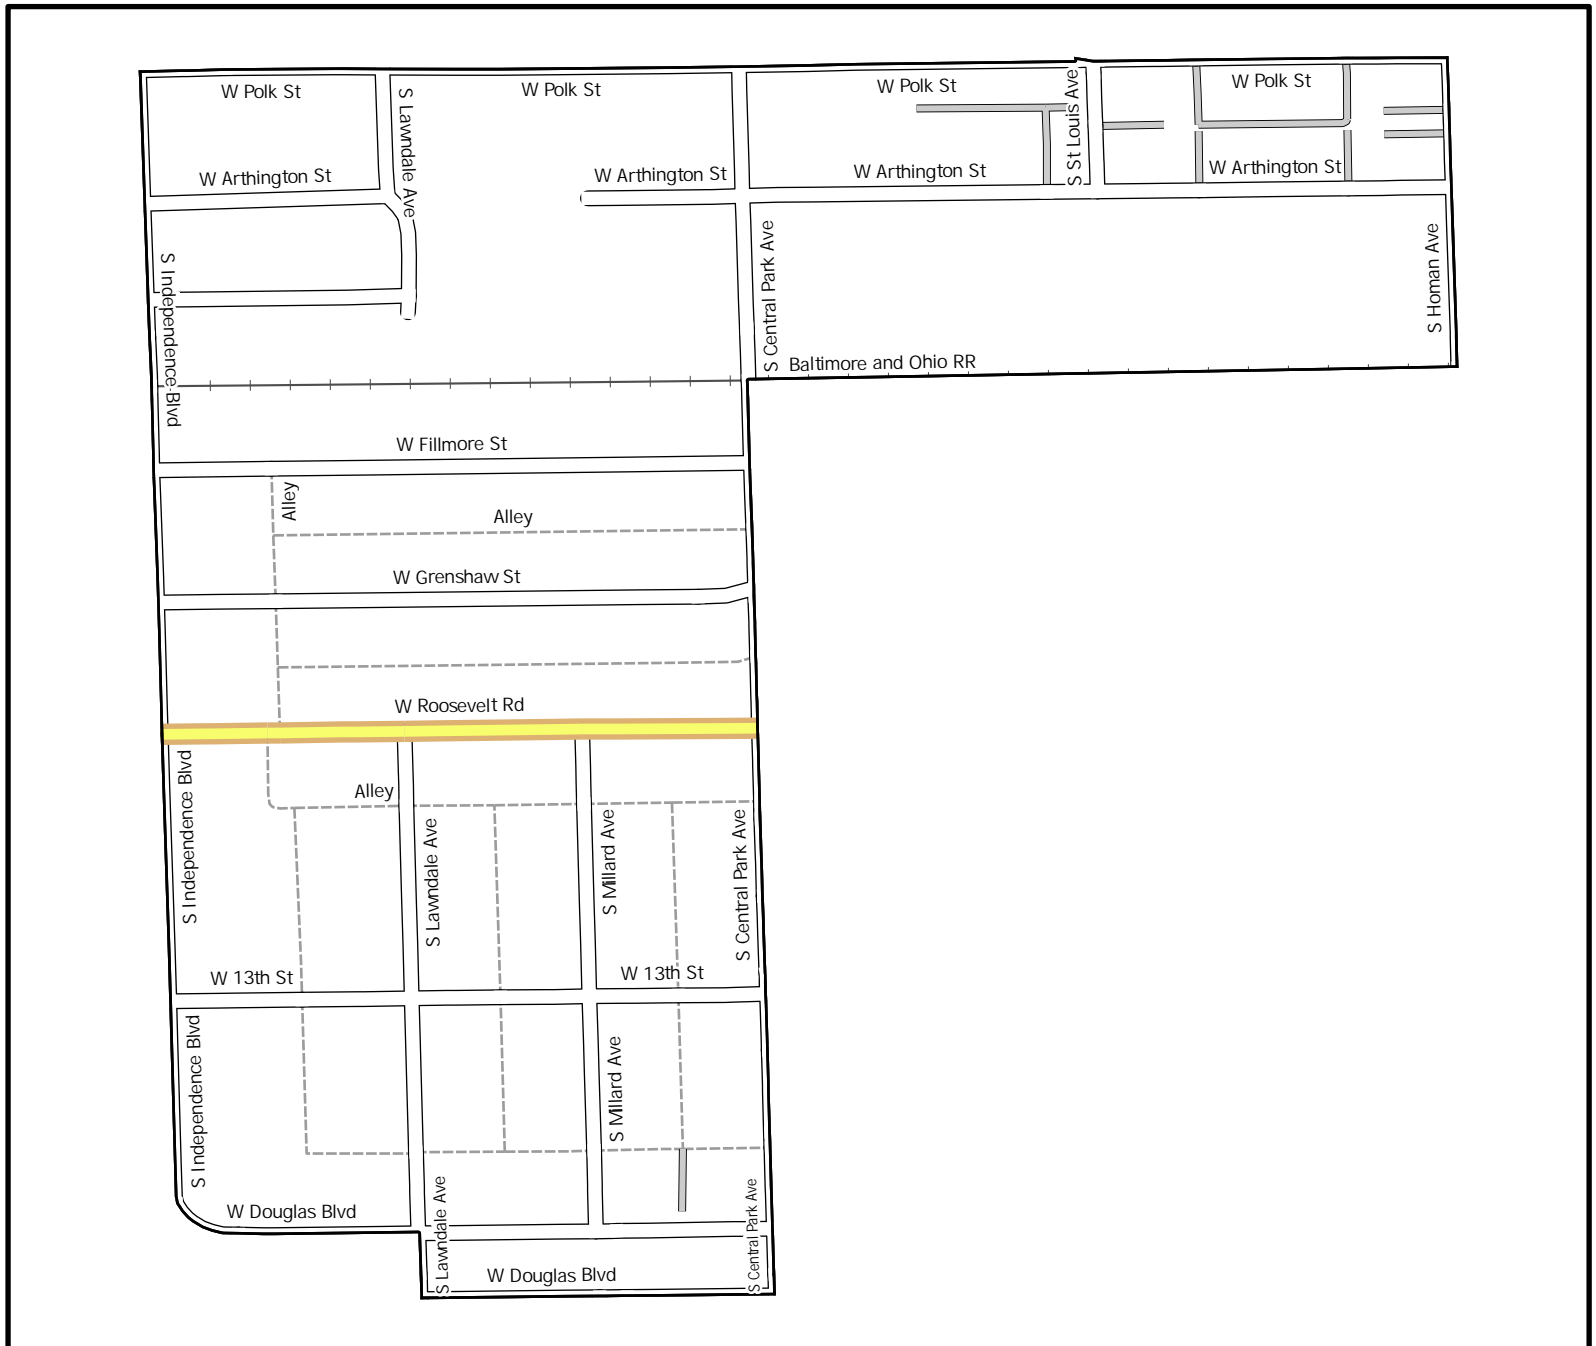 W Polk St
W Polk St
W Polk St
W Polk St
S Lawndale Ave
S St Louis Ave
W Arthington St
W Arthington St
W Arthington St
W Arthington St
S Independence Blvd
S Central Park Ave
S Homan Ave
Baltimore and Ohio RR
W Fillmore St
Alley
Alley
W Grenshaw St
W Roosevelt Rd
S Independence Blvd
Alley
S Lawndale Ave
S Millard Ave
S Central Park Ave
W 13th St
W 13th St
S Independence Blvd
S Millard Ave
W Douglas Blvd
S Lawndale Ave
S Central Park Ave
W Douglas Blvd